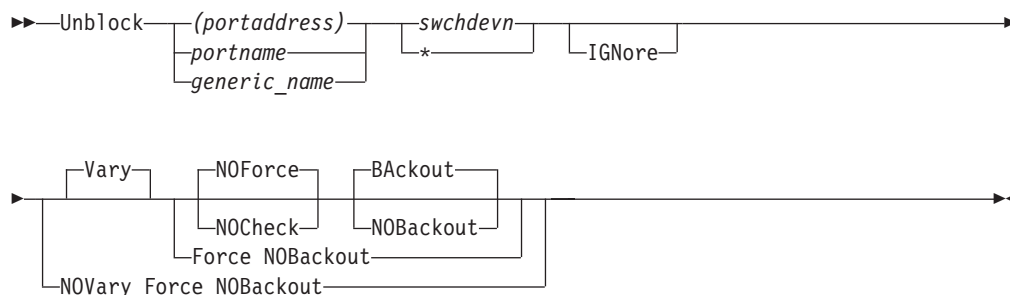 Unblock (portaddress) swchdevn
portname * IGNore
generic_name
Vary NOForce BAckout
NOCheck NOBackout
Force NOBackout
NOVary Force NOBackout